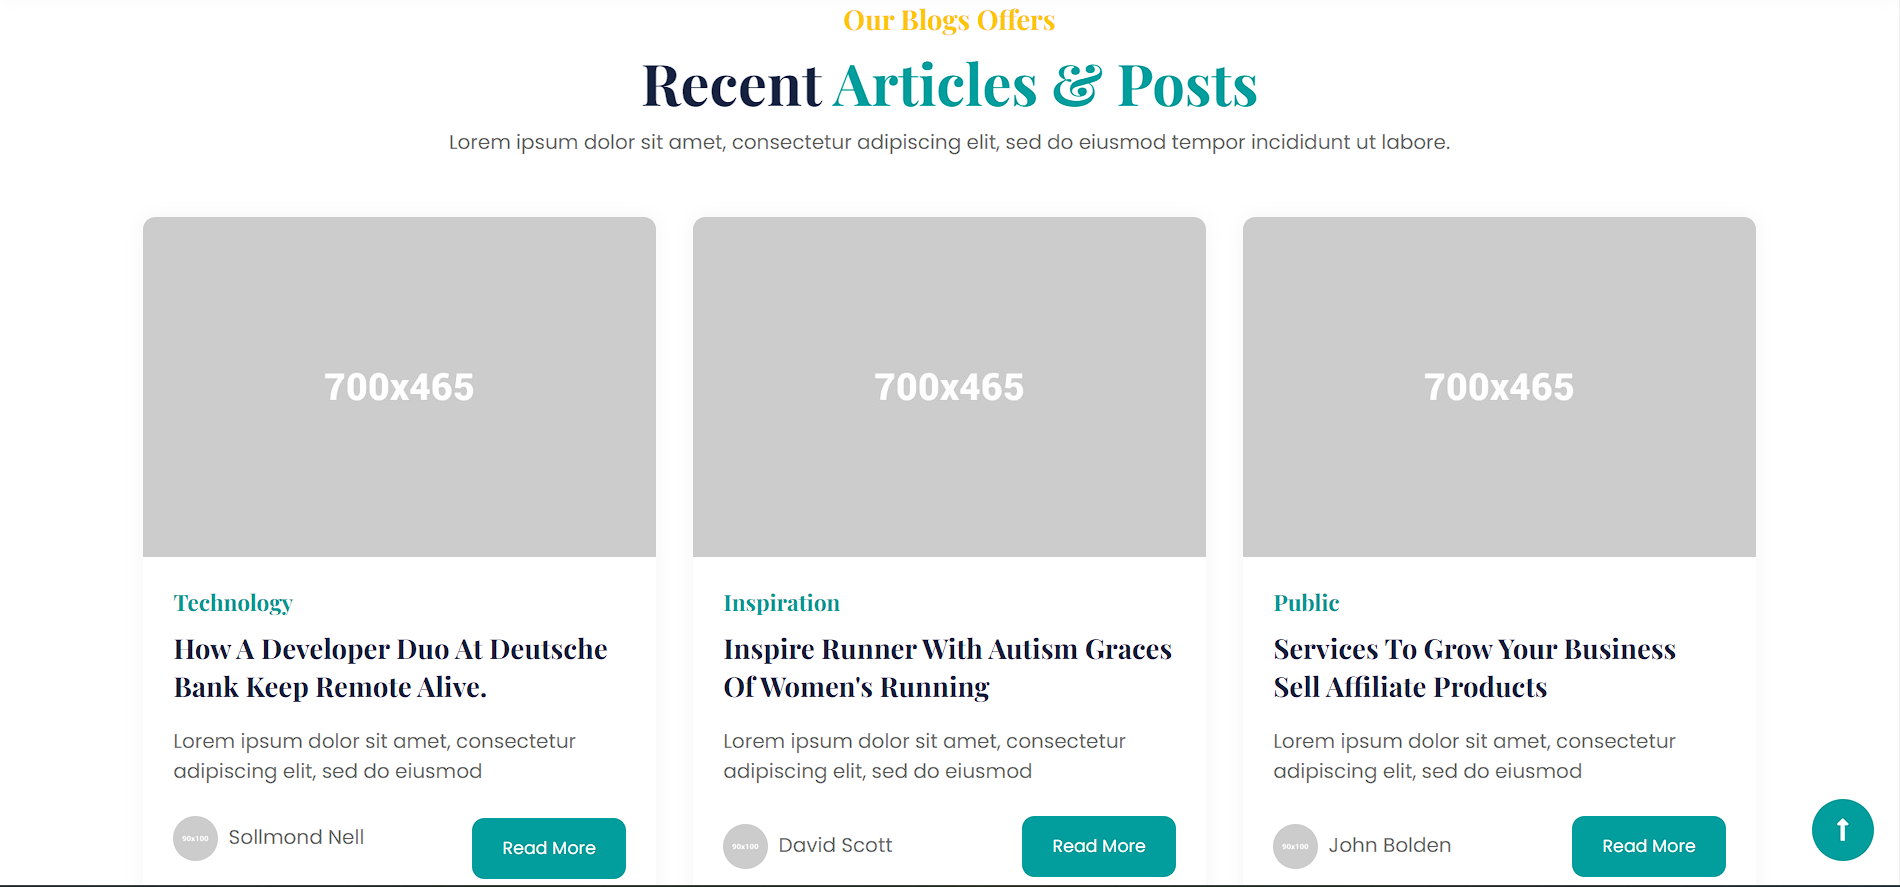 Our Blogs Offers
Recent Articles & Posts
Lorem ipsum dolor sit amet, consectetur adipiscing elit, sed do eiusmod tempor incididunt ut labore.
700x465
700x465
700x465
Technology
How A Developer Duo At Deutsche
Bank Keep Remote Alive.
Lorem ipsum dolor sit amet, consectetur
adipiscing elit, sed do eiusmod
90x100
Sollmond Nell
Read More
Inspiration
Inspire Runner With Autism Graces
Of Women's Running
Lorem ipsum dolor sit amet, consectetur
adipiscing elit, sed do eiusmod
90x100
David Scott
Read More
Public
Services To Grow Your Business
Sell Affiliate Products
Lorem ipsum dolor sit amet, consectetur
adipiscing elit, sed do eiusmod
90x100
John Bolden
Read More